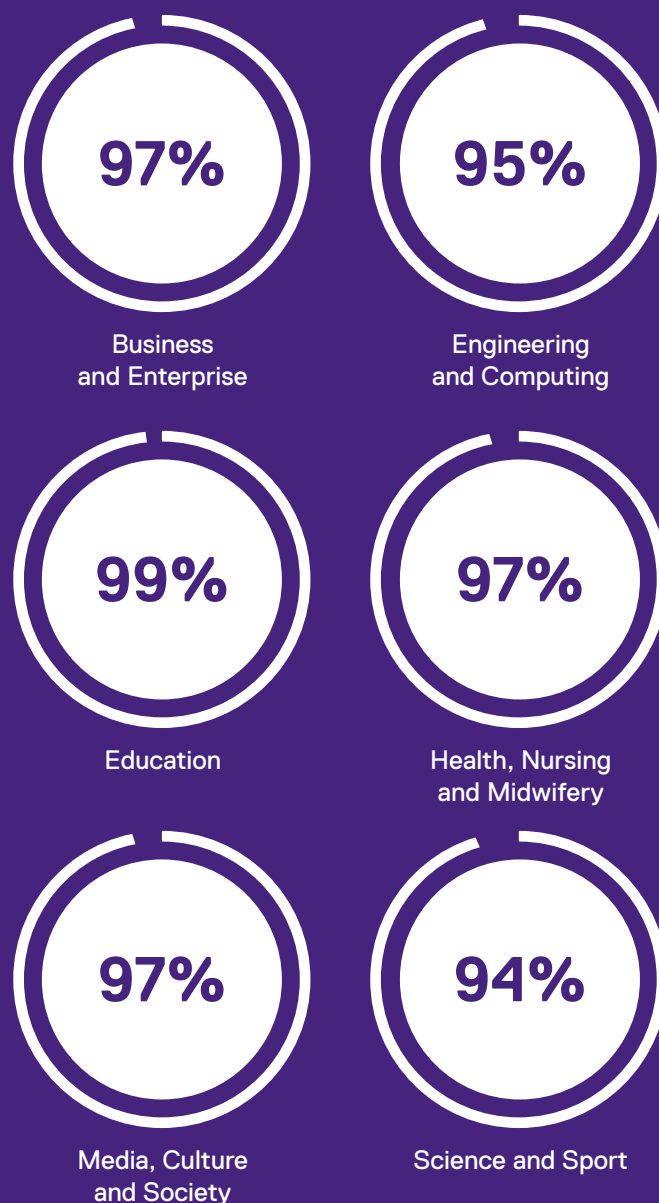 97%
Business
and Enterprise
95%
Engineering
and Computing
99%
Education
97%
Health, Nursing
and Midwifery
97%
Media, Culture
and Society
94%
Science and Sport